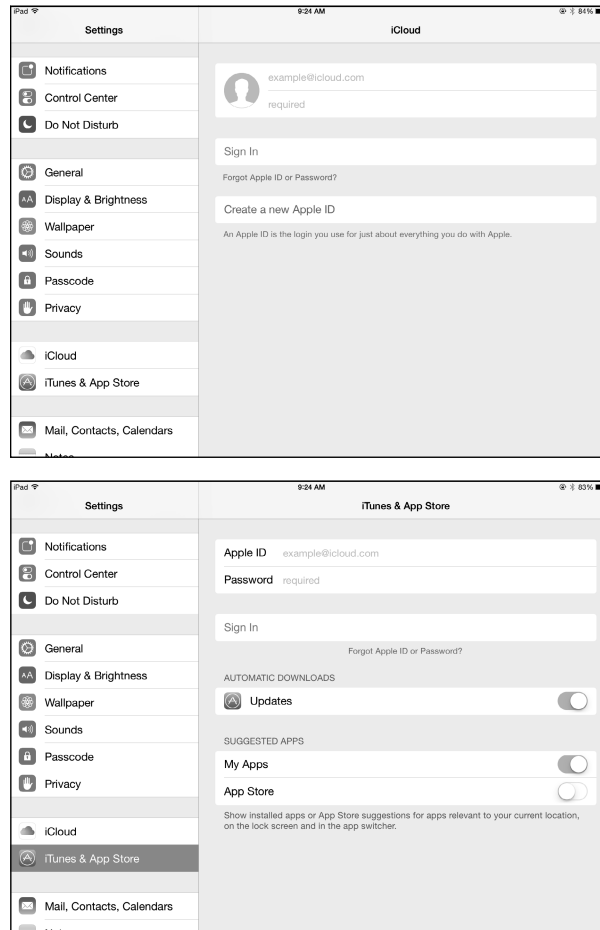 iPad
9:24 AM
84%
Settings
iCloud
Notifications
Control Center
Do Not Disturb
General
Display & Brightness
Wallpaper
Sounds
Passcode
Privacy
iCloud
iTunes & App Store
Mail, Contacts, Calendars
Notes
example@icloud.com
required
Sign In
Forgot Apple ID or Password?
Create a new Apple ID
An Apple ID is the login you use for just about everything you do with Apple.
iPad
9:24 AM
83%
Settings
iTunes & App Store
Notifications
Control Center
Do Not Disturb
General
Display & Brightness
Wallpaper
Sounds
Passcode
Privacy
iCloud
iTunes & App Store
Mail, Contacts, Calendars
Apple ID example@icloud.com
Password required
Sign In
Forgot Apple ID or Password?
AUTOMATIC DOWNLOADS
Updates
SUGGESTED APPS
My Apps
App Store
Show installed apps or App Store suggestions for apps relevant to your current location,
on the lock screen and in the app switcher.